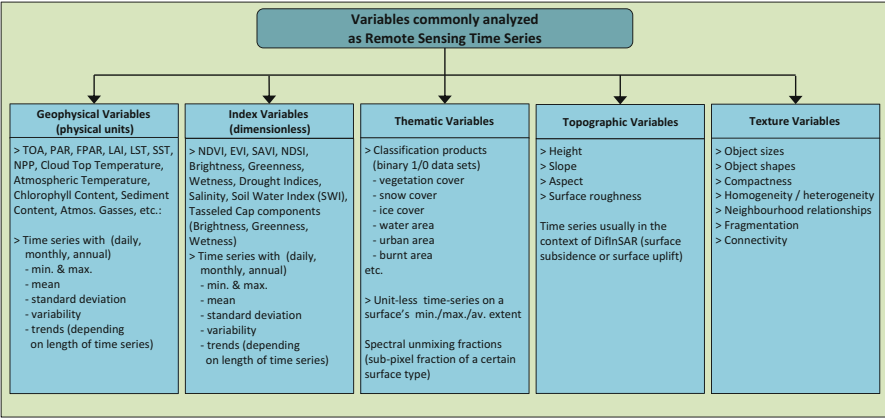 Variables commonly analyzed
as Remote Sensing Time Series
Geophysical Variables
(physical units)
> TOA, PAR, FPAR, LAI, LST, SST,
NPP, Cloud Top Temperature,
Atmospheric Temperature,
Chlorophyll Content, Sediment
Content, Atmos. Gasses, etc.:
> Time series with (daily,
monthly, annual)
- min. & max.
- mean
- standard deviation
- variability
- trends (depending
on length of time series)
Index Variables
(dimensionless)
> NDVI, EVI, SAVI, NDSI,
Brightness, Greenness,
Wetness, Drought Indices,
Salinity, Soil Water Index (SWI),
Tasseled Cap components
(Brightness, Greenness,
Wetness)
> Time series with (daily,
monthly, annual)
- min. & max.
- mean
- standard deviation
- variability
- trends (depending
on length of time series)
Thematic Variables
> Classification products
(binary 1/0 data sets)
- vegetation cover
- snow cover
- ice cover
- water area
- urban area
- burnt area
etc.
> Unit-less time-series on a
surface's min./max./av. extent
Spectral unmixing fractions
(sub-pixel fraction of a certain
surface type)
Topographic Variables
> Height
> Slope
> Aspect
> Surface roughness
Time series usually in the
context of DifInSAR (surface
subsidence or surface uplift)
Texture Variables
> Object sizes
> Object shapes
> Compactness
> Homogeneity / heterogeneity
> Neighbourhood relationships
> Fragmentation
> Connectivity